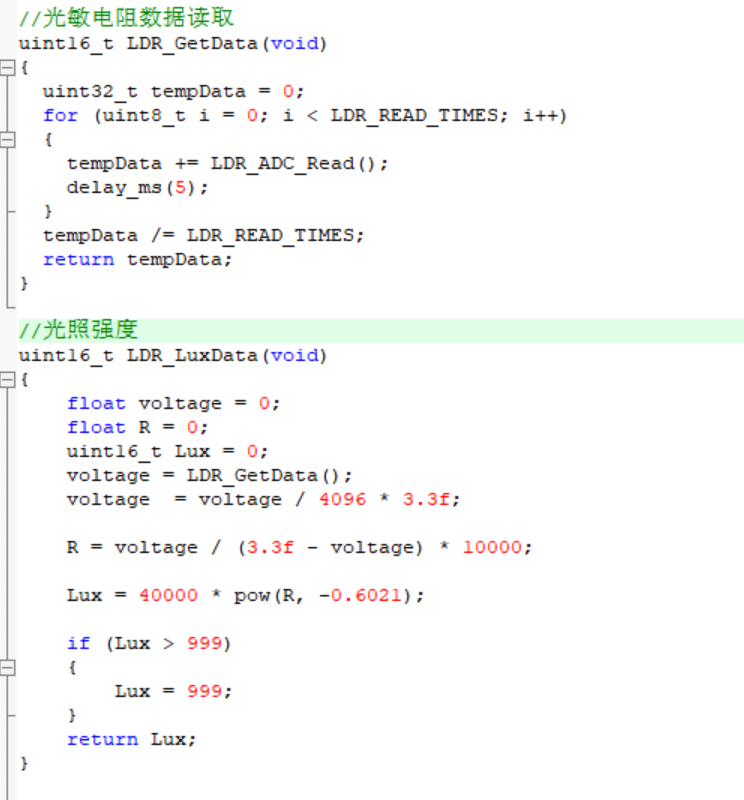 //光敏电阻数据读取
uint16_t LDR_GetData(void)
{
  uint32_t tempData = 0;
  for (uint8_t i = 0; i < LDR_READ_TIMES; i++)
  {
    tempData += LDR_ADC_Read();
    delay_ms(5);
  }
  tempData /= LDR_READ_TIMES;
  return tempData;
}

//光照强度
uint16_t LDR_LuxData(void)
{
    float voltage = 0;
    float R = 0;
    uint16_t Lux = 0;
    voltage = LDR_GetData();
    voltage  = voltage / 4096 * 3.3f;

    R = voltage / (3.3f - voltage) * 10000;

    Lux = 40000 * pow(R, -0.6021);

    if (Lux > 999)
    {
        Lux = 999;
    }
    return Lux;
}